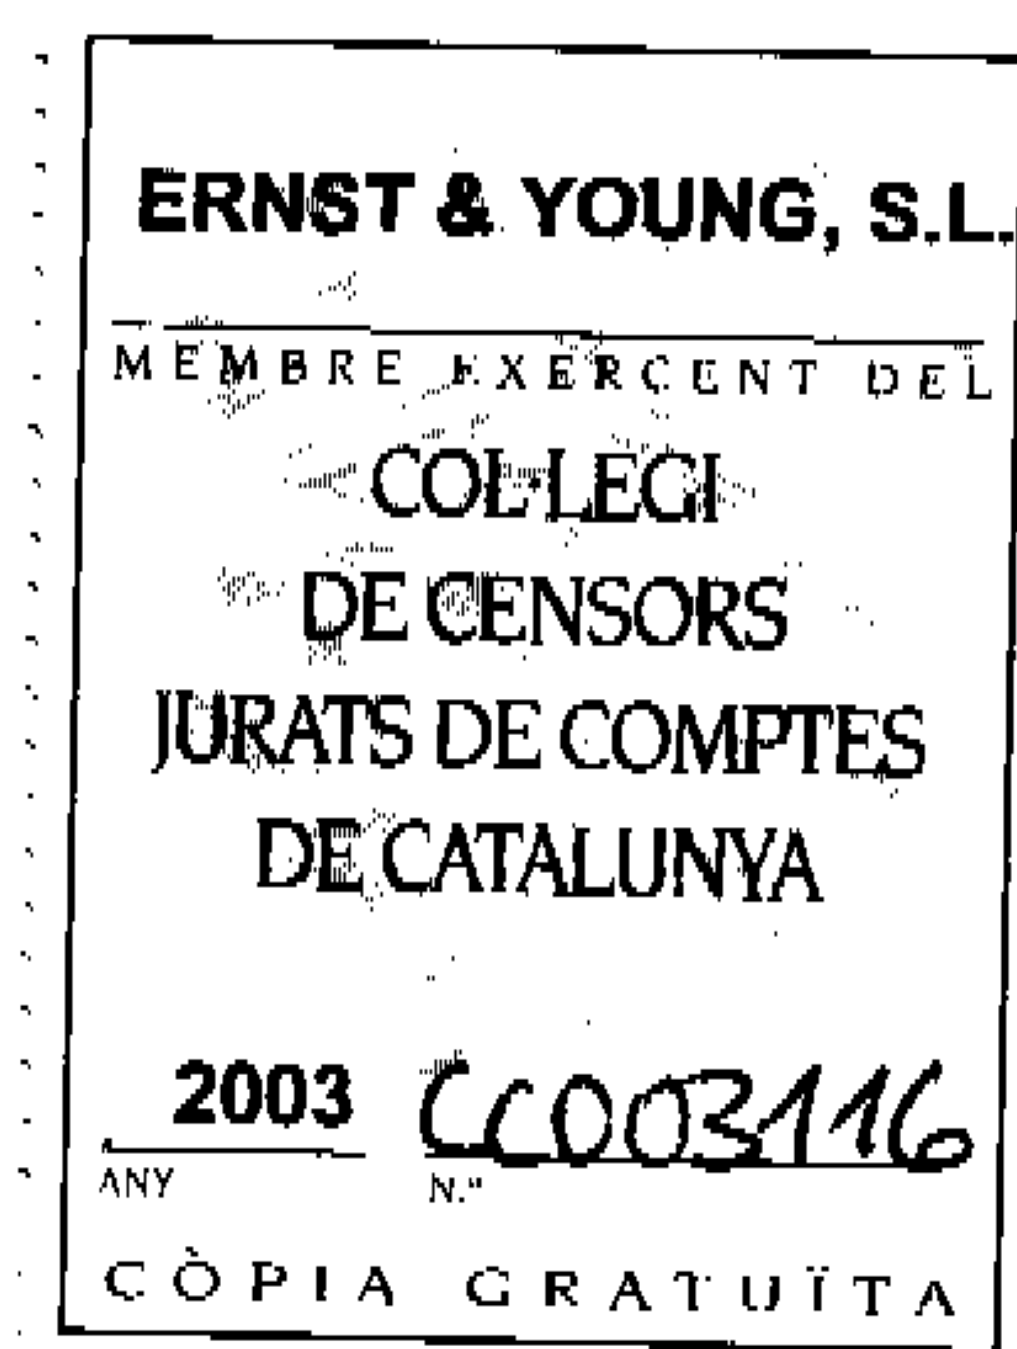 ERNST & YOUNG, S.L.
MEMBRE EXERCENT DEL
COL·LEGI
DE CENSORS
JURATS DE COMPTES
DE CATALUNYA
2003 CC003116
ANY N.º
CÒPIA GRATUÏTA